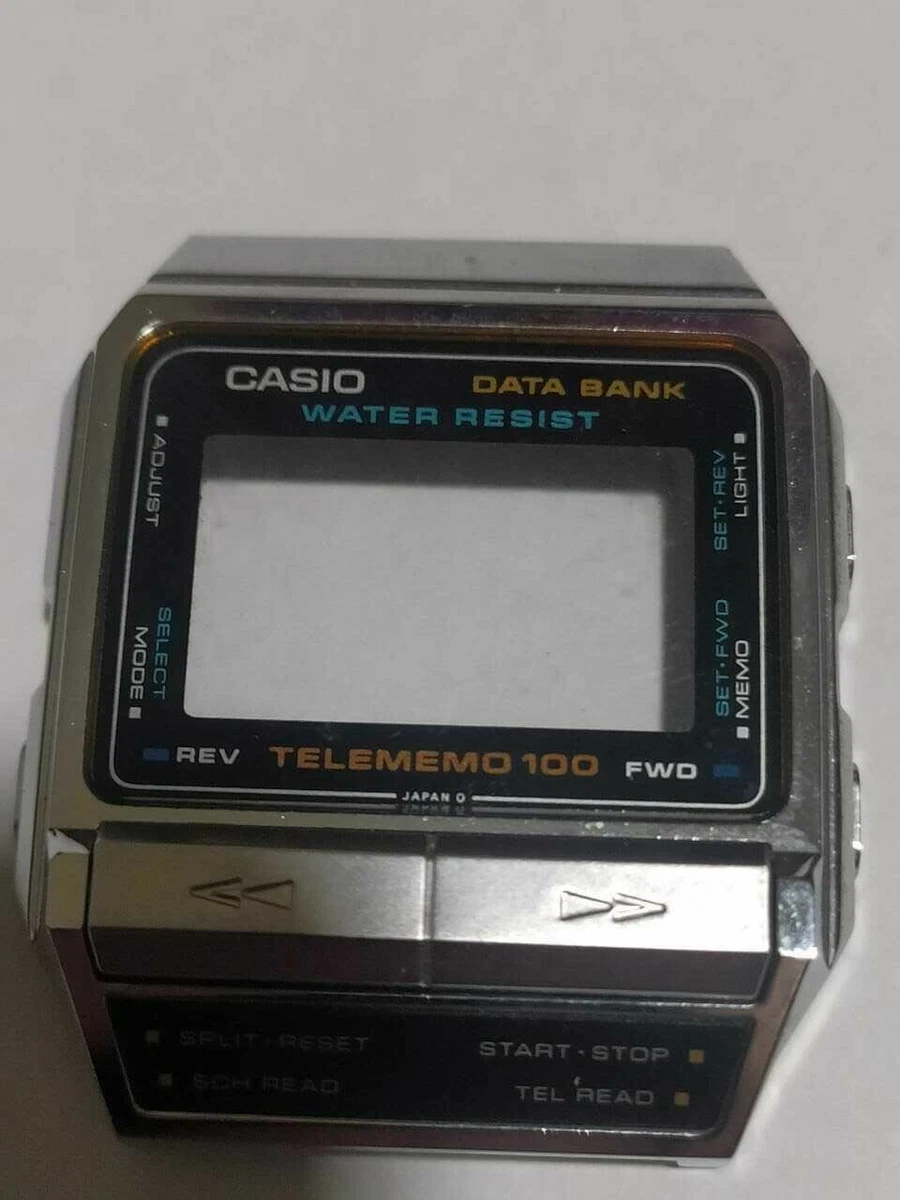 CASIO DATA BANK
WATER RESIST
ADJUST
SET·REV
LIGHT
SELECT
MODE
SET·FWD
MEMO
REV TELEMEMO 100 FWD
JAPAN O
SPLIT·RESET START·STOP
SCH READ TEL READ